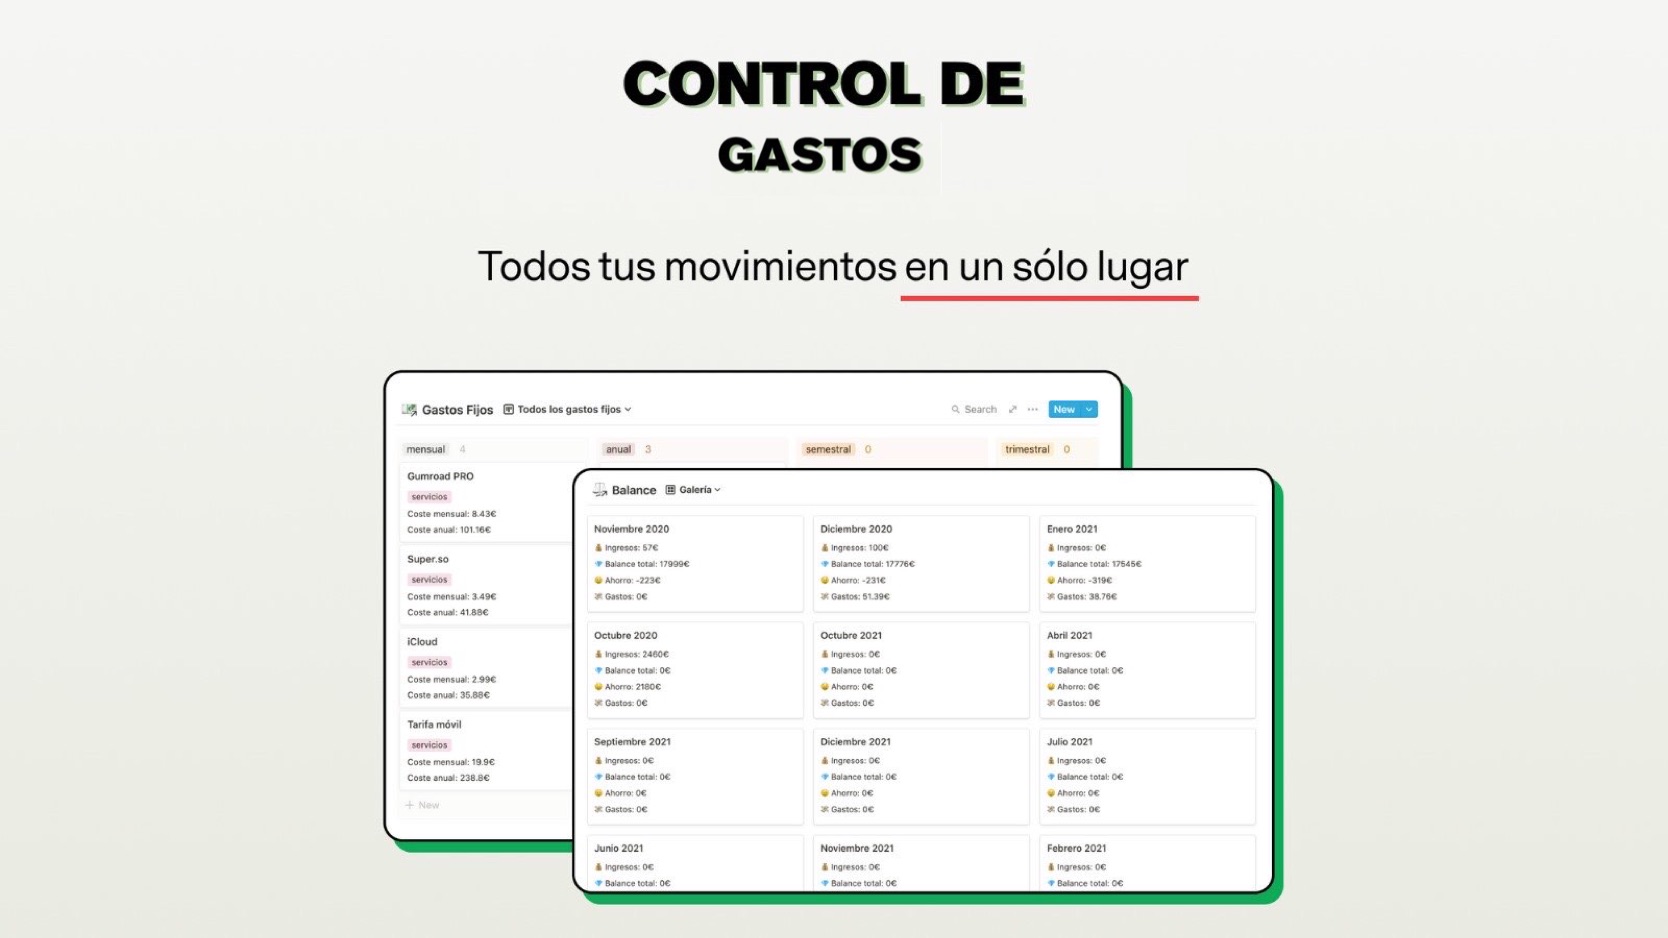 CONTROL DE
GASTOS
Todos tus movimientos en un sólo lugar
Gastos Fijos
Todos los gastos fijos
Search
New
mensual 4
anual 3
semestral 0
trimestral 0
Gumroad PRO
servicios
Coste mensual: 8.43€
Coste anual: 101.16€
Super.so
servicios
Coste mensual: 3.49€
Coste anual: 41.88€
iCloud
servicios
Coste mensual: 2.99€
Coste anual: 35.88€
Tarifa móvil
servicios
Coste mensual: 19.9€
Coste anual: 238.8€
+ New
Balance
Galería
Noviembre 2020
Ingresos: 57€
Balance total: 17999€
Ahorro: -223€
Gastos: 0€
Diciembre 2020
Ingresos: 100€
Balance total: 17776€
Ahorro: -231€
Gastos: 51.39€
Enero 2021
Ingresos: 0€
Balance total: 17545€
Ahorro: -319€
Gastos: 38.76€
Octubre 2020
Ingresos: 2460€
Balance total: 0€
Ahorro: 2180€
Gastos: 0€
Octubre 2021
Ingresos: 0€
Balance total: 0€
Ahorro: 0€
Gastos: 0€
Abril 2021
Ingresos: 0€
Balance total: 0€
Ahorro: 0€
Gastos: 0€
Septiembre 2021
Ingresos: 0€
Balance total: 0€
Ahorro: 0€
Gastos: 0€
Diciembre 2021
Ingresos: 0€
Balance total: 0€
Ahorro: 0€
Gastos: 0€
Julio 2021
Ingresos: 0€
Balance total: 0€
Ahorro: 0€
Gastos: 0€
Junio 2021
Ingresos: 0€
Balance total: 0€
Noviembre 2021
Ingresos: 0€
Balance total: 0€
Febrero 2021
Ingresos: 0€
Balance total: 0€